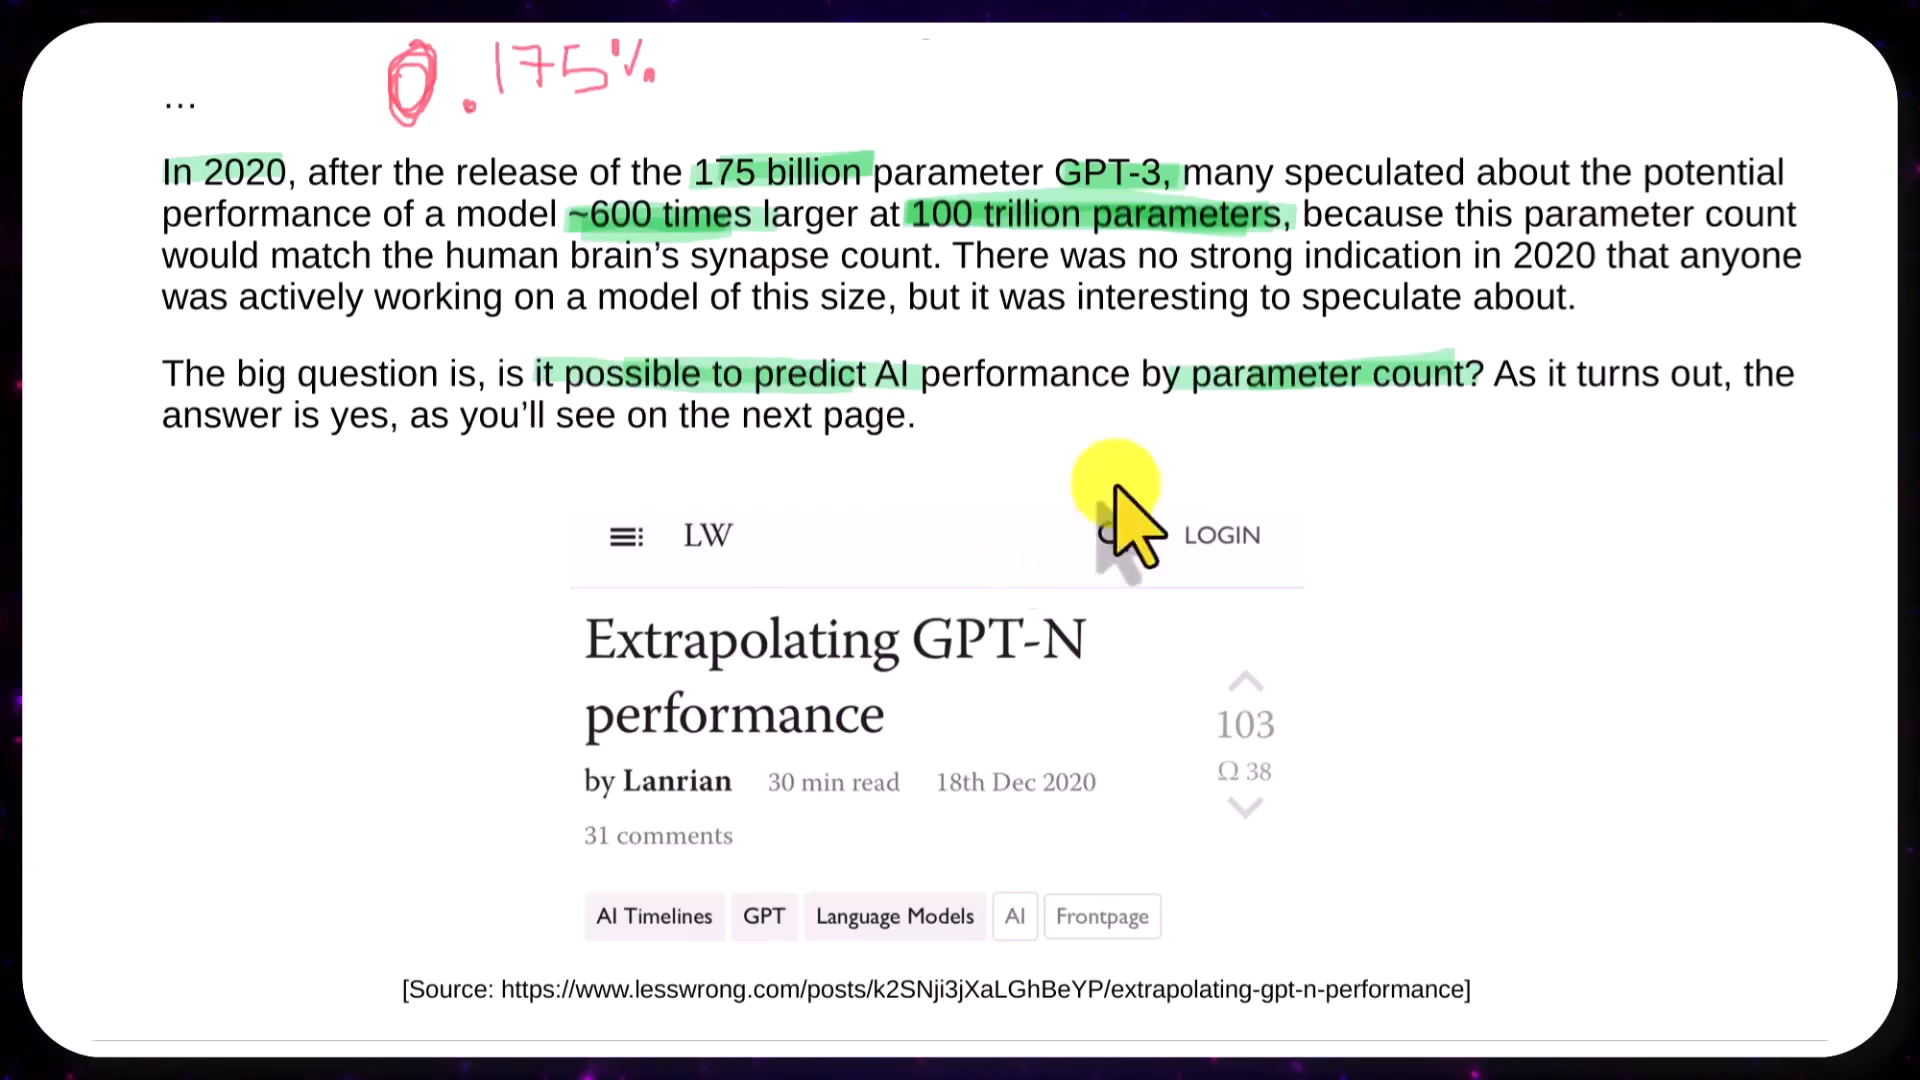 0.175%
...
In 2020, after the release of the 175 billion parameter GPT-3, many speculated about the potential
performance of a model ~600 times larger at 100 trillion parameters, because this parameter count
would match the human brain’s synapse count. There was no strong indication in 2020 that anyone
was actively working on a model of this size, but it was interesting to speculate about.
The big question is, is it possible to predict AI performance by parameter count? As it turns out, the
answer is yes, as you’ll see on the next page.
LW LOGIN
Extrapolating GPT-N
performance
103
by Lanrian 30 min read 18th Dec 2020
Ω 38
31 comments
AI Timelines GPT Language Models AI Frontpage
[Source: https://www.lesswrong.com/posts/k2SNji3jXaLGhBeYP/extrapolating-gpt-n-performance]